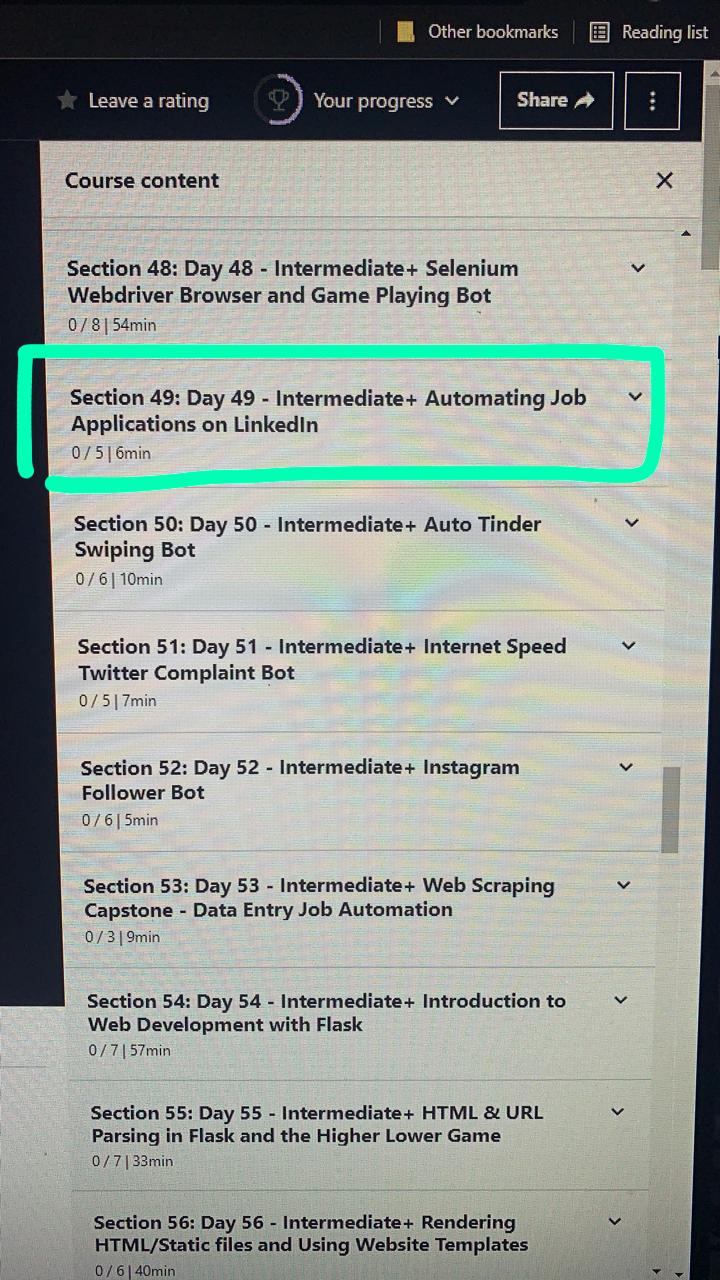 Other bookmarks
Reading list
Leave a rating
Your progress
Share
Course content
Section 48: Day 48 - Intermediate+ Selenium
Webdriver Browser and Game Playing Bot
0 / 8 | 54min
Section 49: Day 49 - Intermediate+ Automating Job
Applications on LinkedIn
0 / 5 | 6min
Section 50: Day 50 - Intermediate+ Auto Tinder
Swiping Bot
0 / 6 | 10min
Section 51: Day 51 - Intermediate+ Internet Speed
Twitter Complaint Bot
0 / 5 | 7min
Section 52: Day 52 - Intermediate+ Instagram
Follower Bot
0 / 6 | 5min
Section 53: Day 53 - Intermediate+ Web Scraping
Capstone - Data Entry Job Automation
0 / 3 | 9min
Section 54: Day 54 - Intermediate+ Introduction to
Web Development with Flask
0 / 7 | 57min
Section 55: Day 55 - Intermediate+ HTML & URL
Parsing in Flask and the Higher Lower Game
0 / 7 | 33min
Section 56: Day 56 - Intermediate+ Rendering
HTML/Static files and Using Website Templates
0 / 6 | 40min